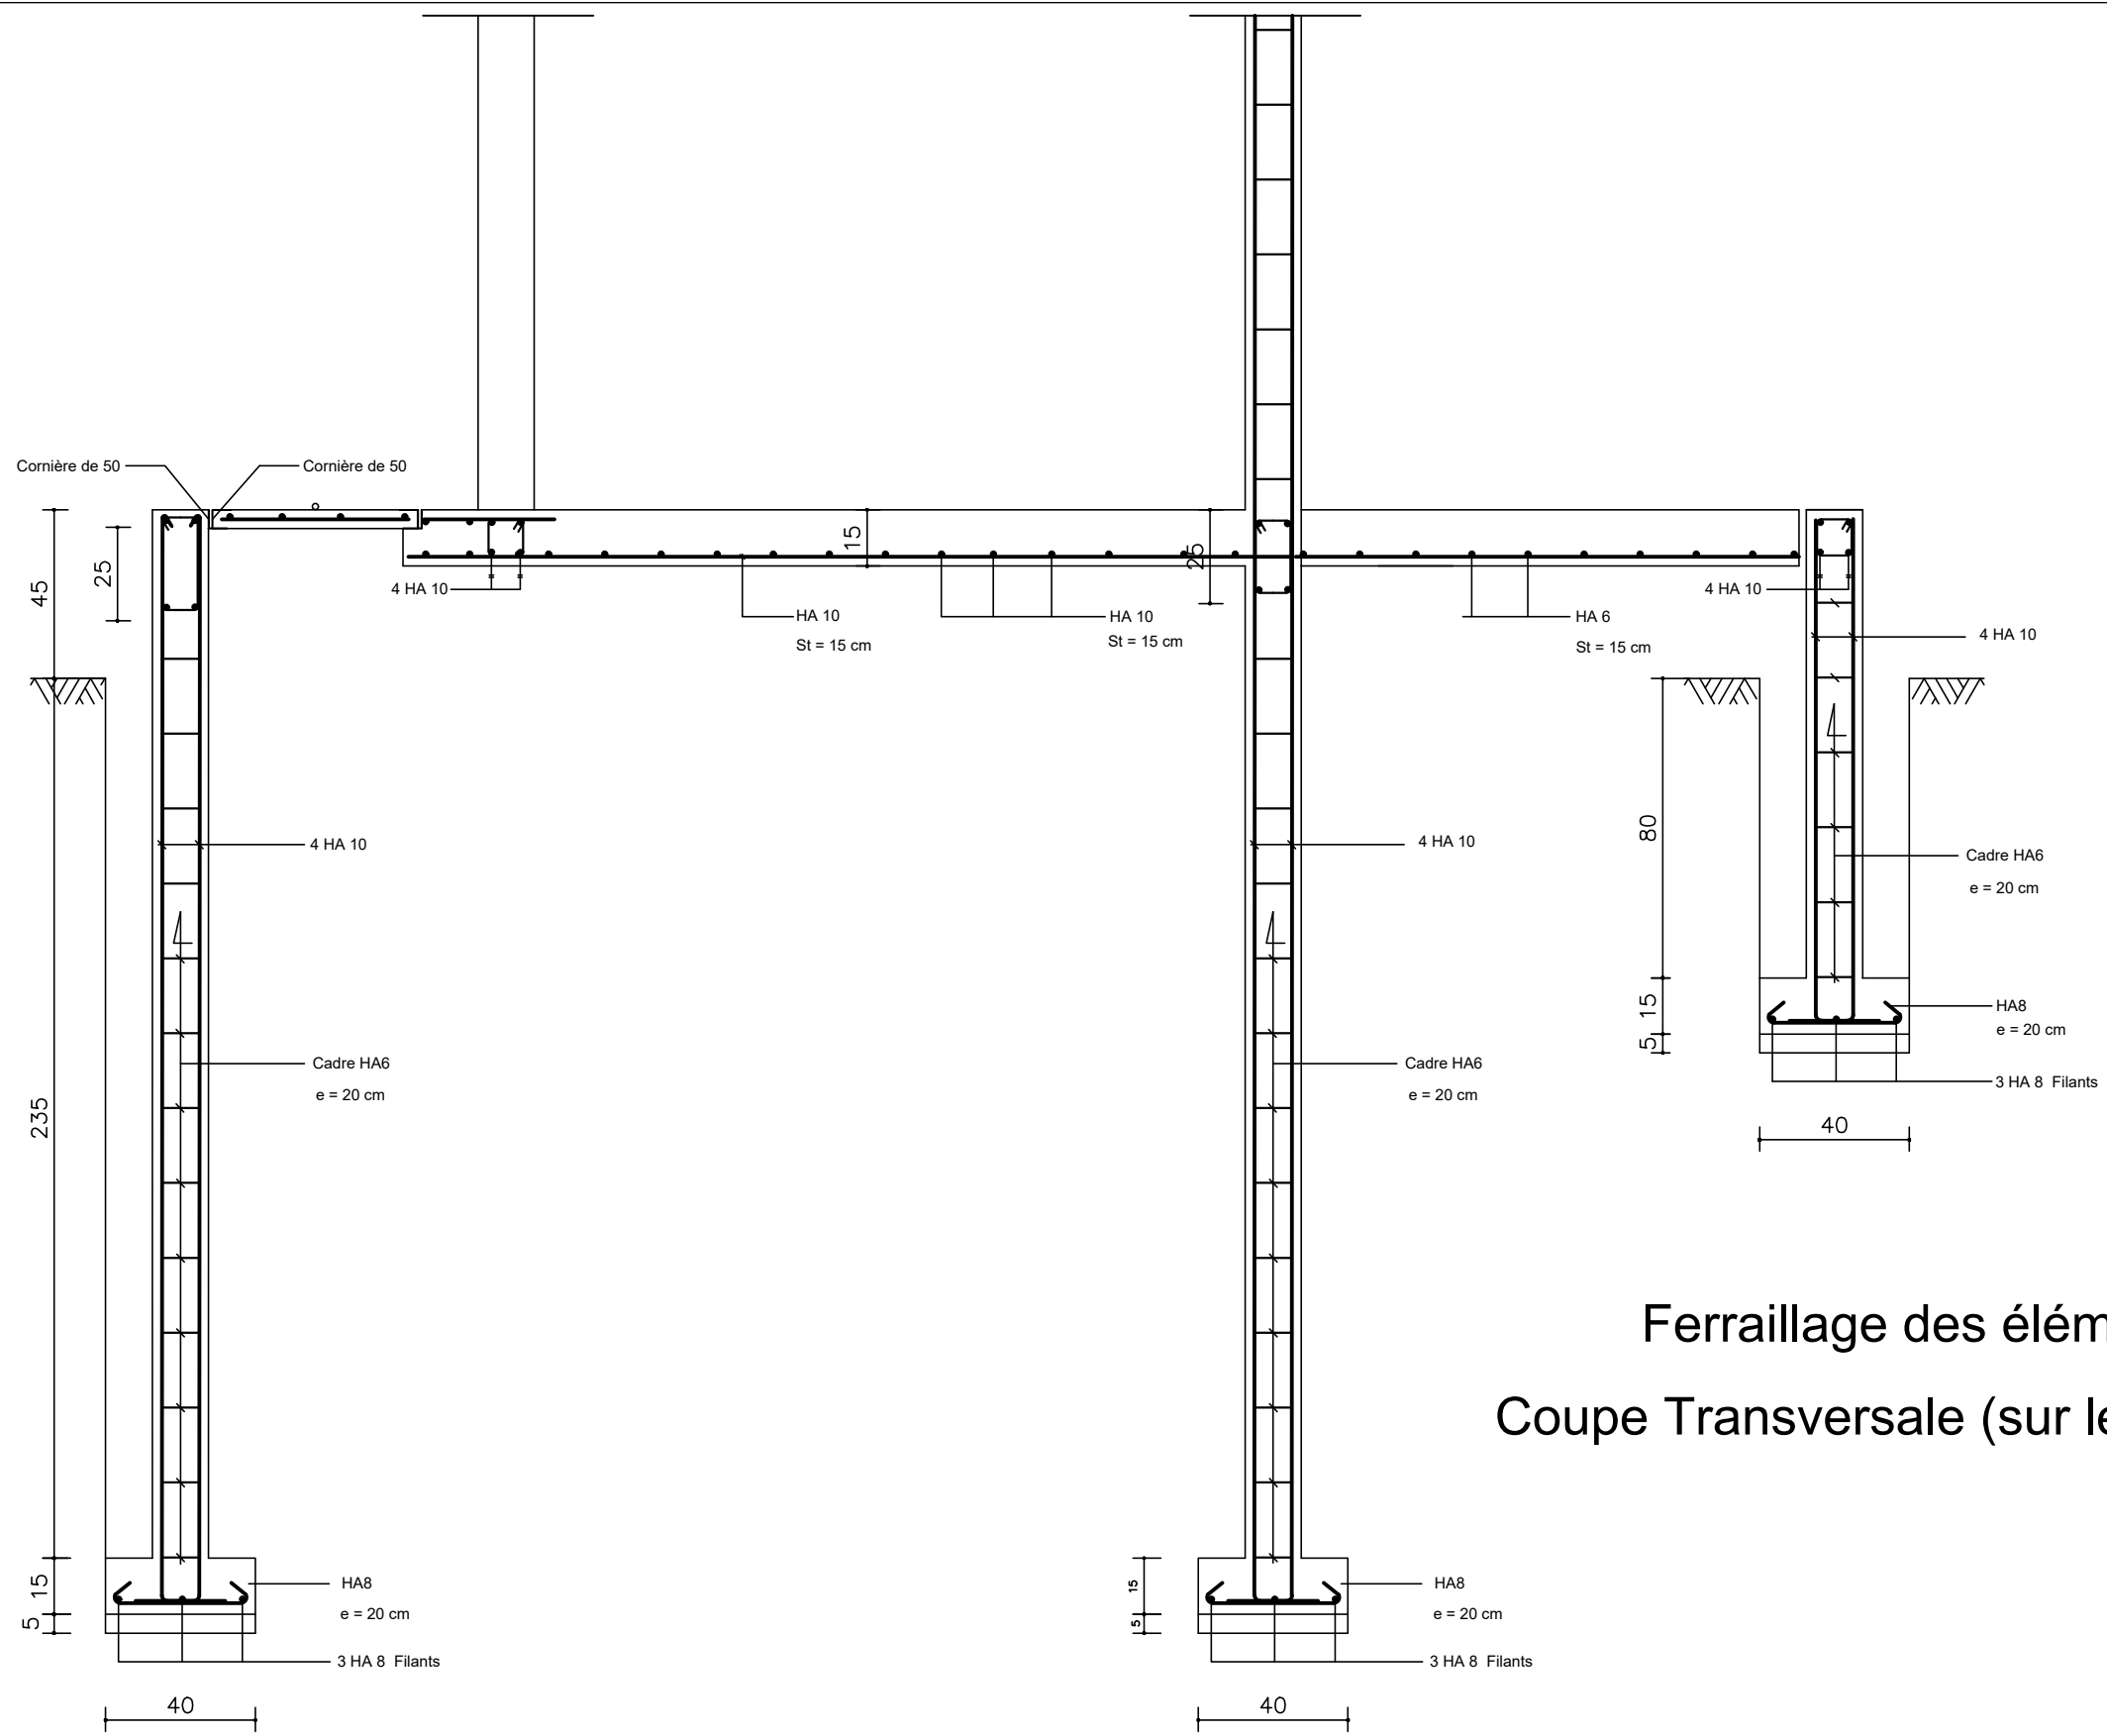 Cornière de 50
Cornière de 50
45
25
15
25
4 HA 10
HA 10
St = 15 cm
HA 10
St = 15 cm
HA 6
St = 15 cm
4 HA 10
4 HA 10
4 HA 10
4 HA 10
80
Cadre HA6
e = 20 cm
15
5
HA8
e = 20 cm
3 HA 8 Filants
40
235
Cadre HA6
e = 20 cm
Cadre HA6
e = 20 cm
Ferraillage des élém
Coupe Transversale (sur le
15
5
HA8
e = 20 cm
3 HA 8 Filants
40
15
5
HA8
e = 20 cm
3 HA 8 Filants
40